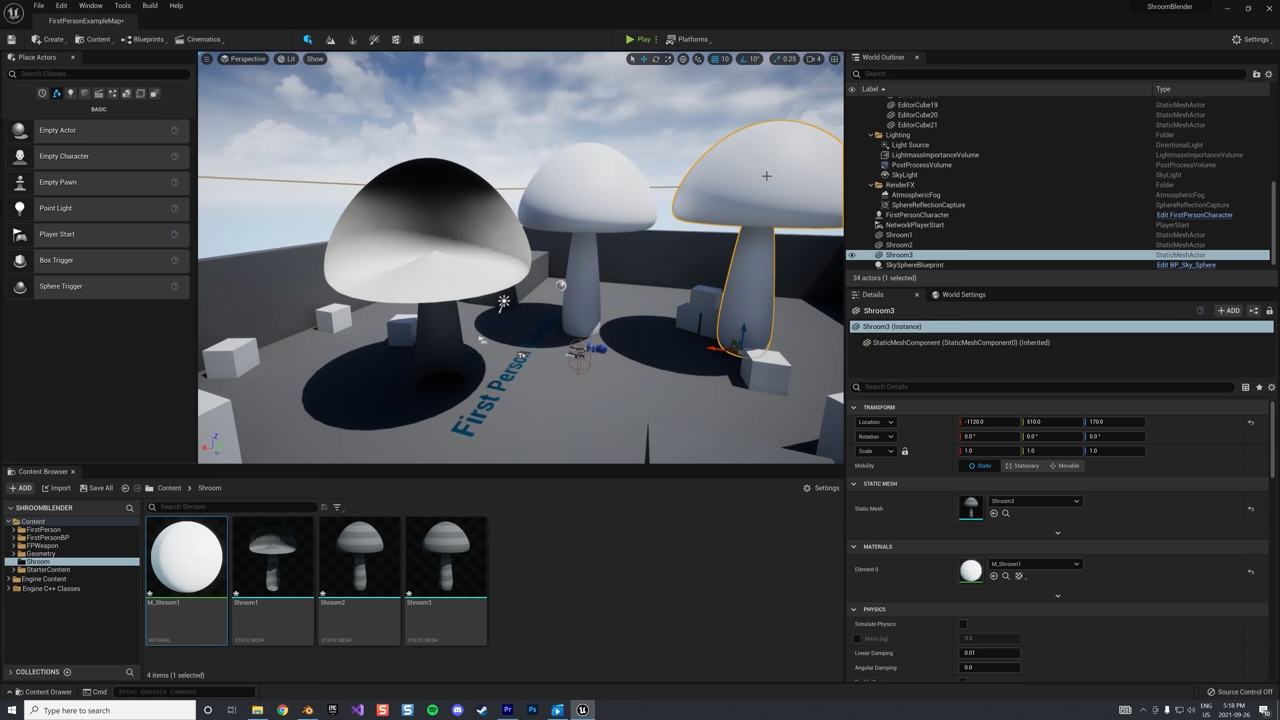 File Edit Window Tools Build Help
ShroomBlender
FirstPersonExampleMap*
Create
Content
Blueprints
Cinematics
Play
Platforms
Settings
Place Actors
Search Classes
BASIC
Empty Actor
Empty Character
Empty Pawn
Point Light
Player Start
Box Trigger
Sphere Trigger
Perspective
Lit
Show
10
10°
0.25
4
First Person
World Outliner
Search...
Label
Type
EditorCube19 StaticMeshActor
EditorCube20 StaticMeshActor
EditorCube21 StaticMeshActor
Lighting Folder
Light Source DirectionalLight
LightmassImportanceVolume LightmassImportanceVolume
PostProcessVolume PostProcessVolume
SkyLight SkyLight
RenderFX Folder
AtmosphericFog AtmosphericFog
SphereReflectionCapture SphereReflectionCapture
FirstPersonCharacter Edit FirstPersonCharacter
NetworkPlayerStart PlayerStart
Shroom1 StaticMeshActor
Shroom2 StaticMeshActor
Shroom3 StaticMeshActor
SkySphereBlueprint Edit BP_Sky_Sphere
34 actors (1 selected)
Details
World Settings
Shroom3
ADD
Shroom3 (Instance)
StaticMeshComponent (StaticMeshComponent0) (Inherited)
Search Details
TRANSFORM
Location -1120.0 510.0 170.0
Rotation 0.0 ° 0.0 ° 0.0 °
Scale 1.0 1.0 1.0
Mobility Static Stationary Movable
STATIC MESH
Static Mesh Shroom3
MATERIALS
Element 0 M_Shroom1
PHYSICS
Simulate Physics
Mass (kg)
Linear Damping 0.01
Angular Damping 0.0
Content Browser
ADD
Import
Save All
Content
Shroom
Settings
SHROOMBLENDER
Search Shroom
Content
FirstPerson
FirstPersonBP
FPWeapon
Geometry
Shroom
StarterContent
Engine Content
Engine C++ Classes
M_Shroom1
MATERIAL
Shroom1
STATIC MESH
Shroom2
STATIC MESH
Shroom3
STATIC MESH
COLLECTIONS
4 items (1 selected)
Content Drawer
Cmd
Enter Console Command
Source Control Off
Type here to search
ENG
US
5:18 PM
2021-09-26